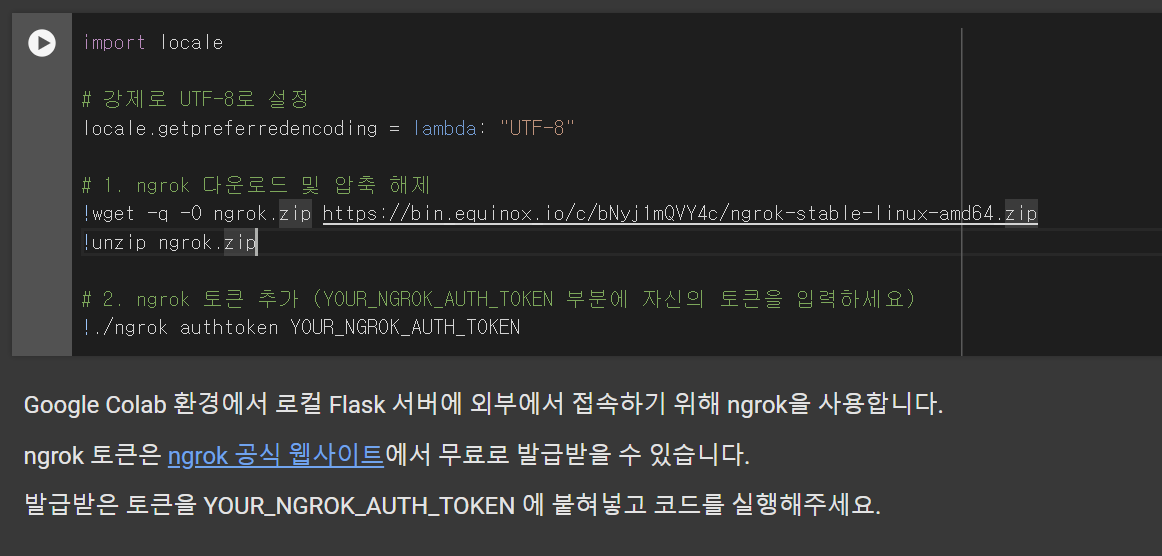 import locale
# 강제로 UTF-8로 설정
locale.getpreferredencoding = lambda: "UTF-8"
# 1. ngrok 다운로드 및 압축 해제
!wget -q -O ngrok.zip https://bin.equinox.io/c/bNyj1mQVY4c/ngrok-stable-linux-amd64.zip
!unzip ngrok.zip
# 2. ngrok 토큰 추가 (YOUR_NGROK_AUTH_TOKEN 부분에 자신의 토큰을 입력하세요)
!./ngrok authtoken YOUR_NGROK_AUTH_TOKEN
Google Colab 환경에서 로컬 Flask 서버에 외부에서 접속하기 위해 ngrok을 사용합니다.
ngrok 토큰은 ngrok 공식 웹사이트에서 무료로 발급받을 수 있습니다.
발급받은 토큰을 YOUR_NGROK_AUTH_TOKEN 에 붙혀넣고 코드를 실행해주세요.